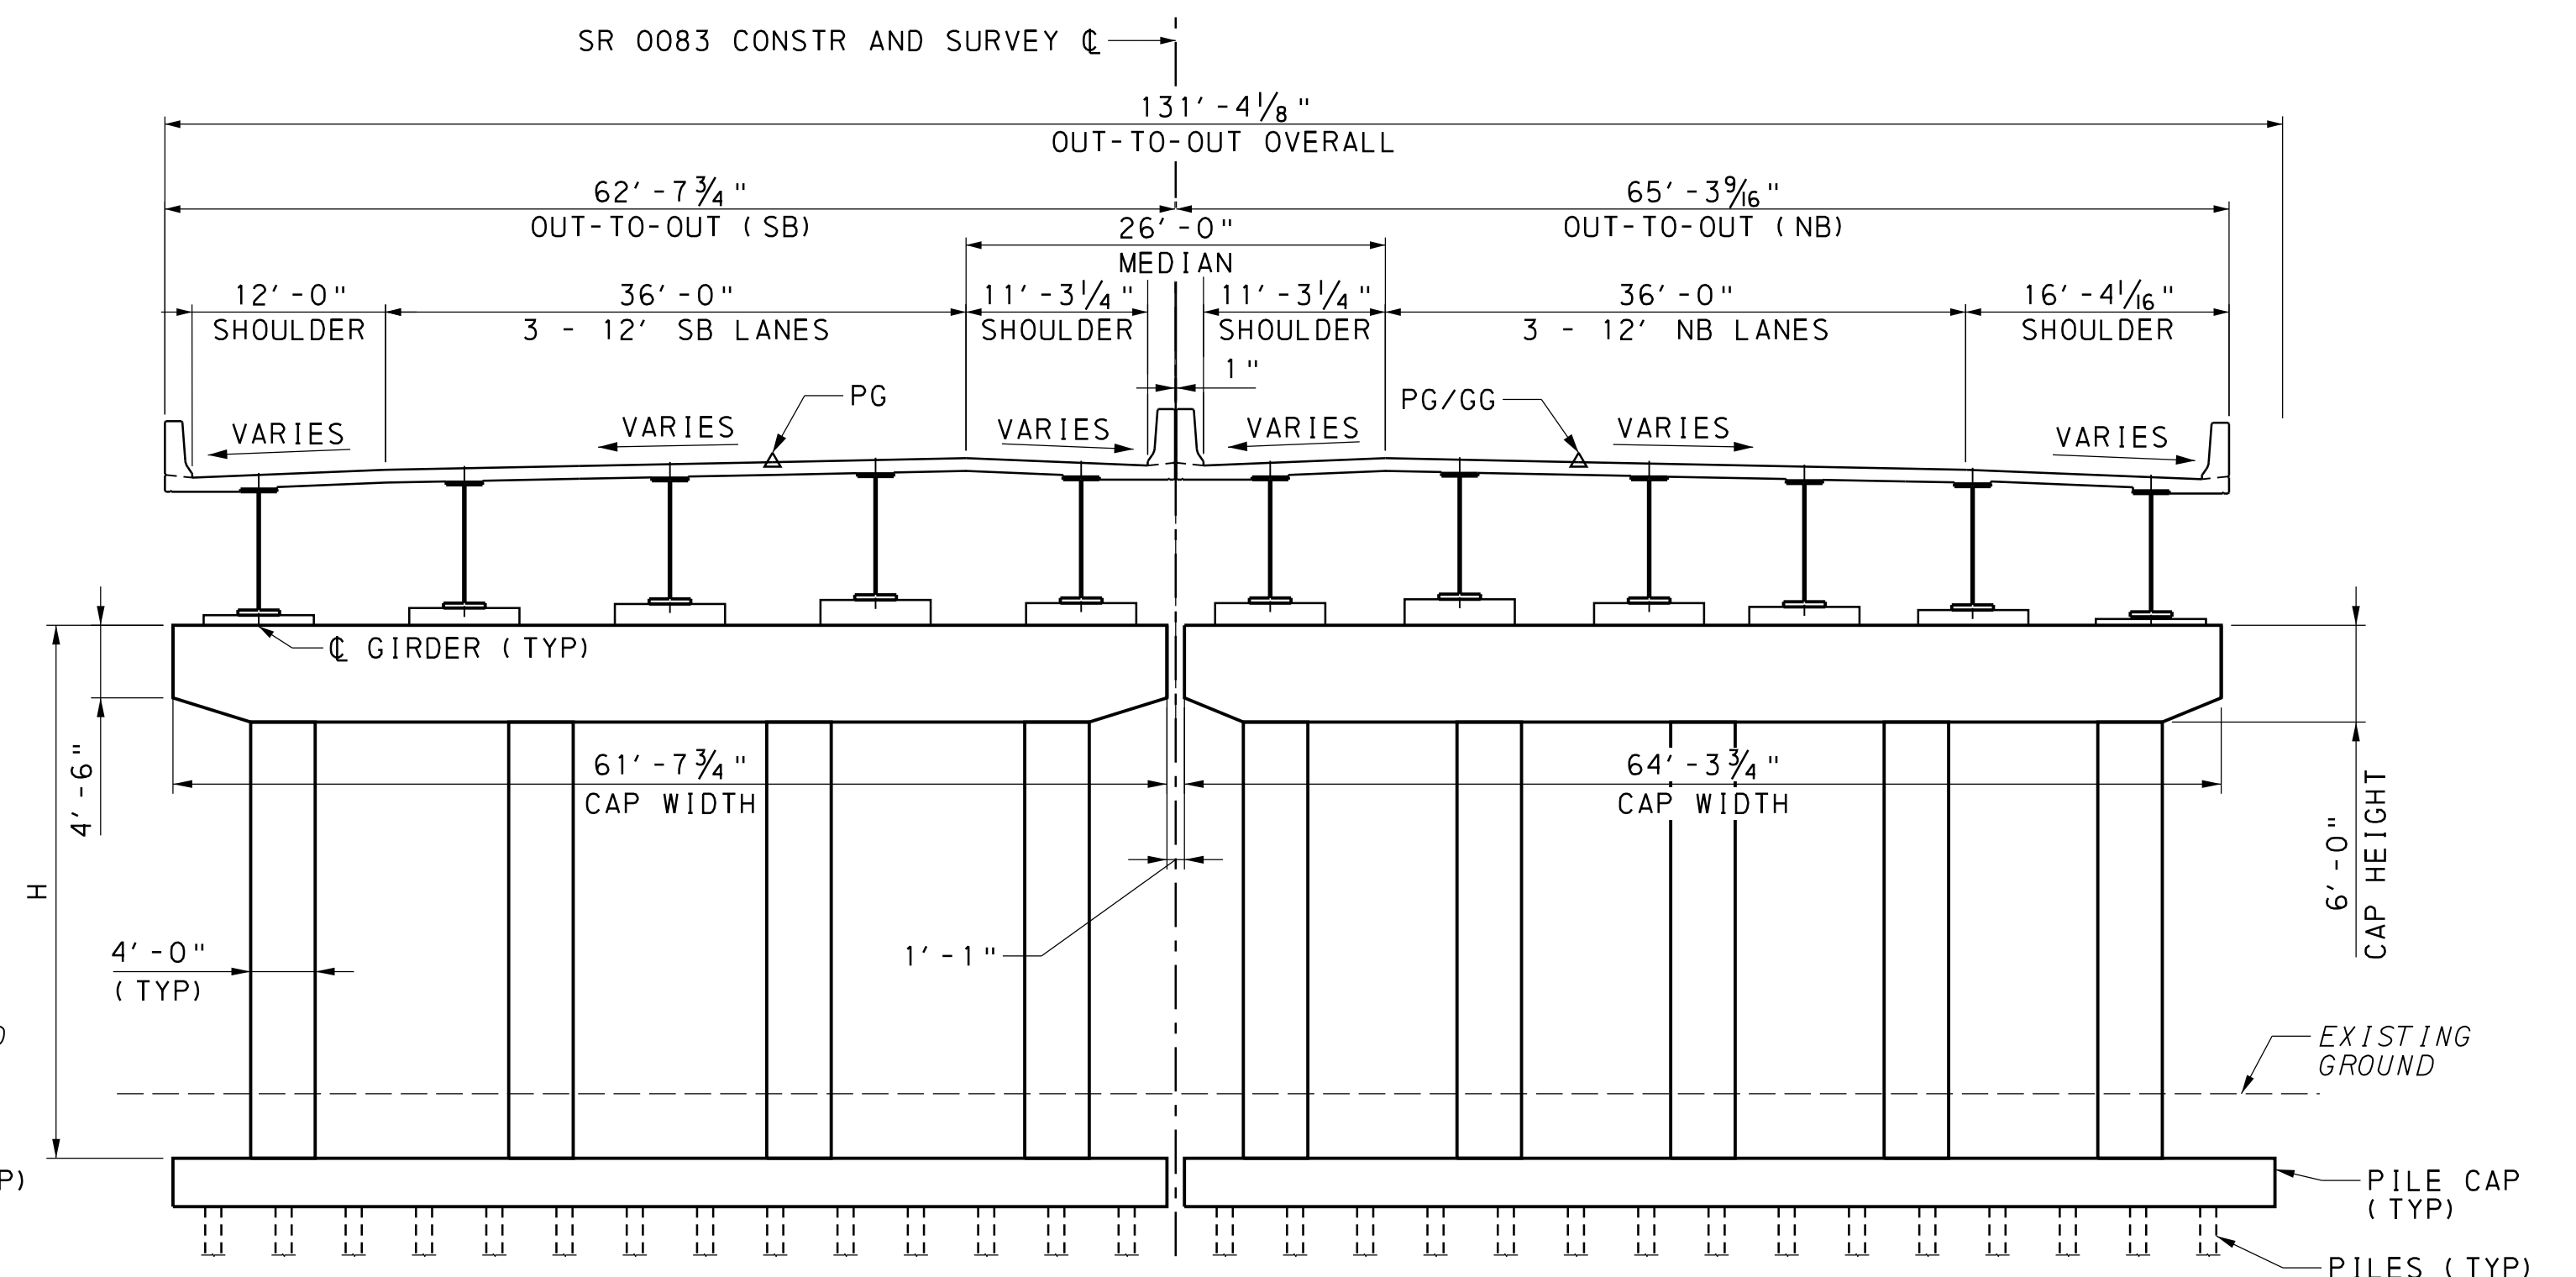 SR 0083 CONSTR AND SURVEY ℄
131'-4⅛"
OUT-TO-OUT OVERALL
62'-7¾"
OUT-TO-OUT (SB)
65'-3 9/16"
OUT-TO-OUT (NB)
26'-0"
MEDIAN
12'-0"
SHOULDER
36'-0"
3 - 12' SB LANES
11'-3¼"
SHOULDER
11'-3¼"
SHOULDER
36'-0"
3 - 12' NB LANES
16'-4 1/16"
SHOULDER
1"
PG
PG/GG
VARIES
VARIES
VARIES
VARIES
VARIES
VARIES
℄ GIRDER (TYP)
4'-6"
61'-7¾"
CAP WIDTH
64'-3¾"
CAP WIDTH
6'-0"
CAP HEIGHT
H
1'-1"
4'-0"
(TYP)
EXISTING
GROUND
P)
PILE CAP
(TYP)
PILES (TYP)